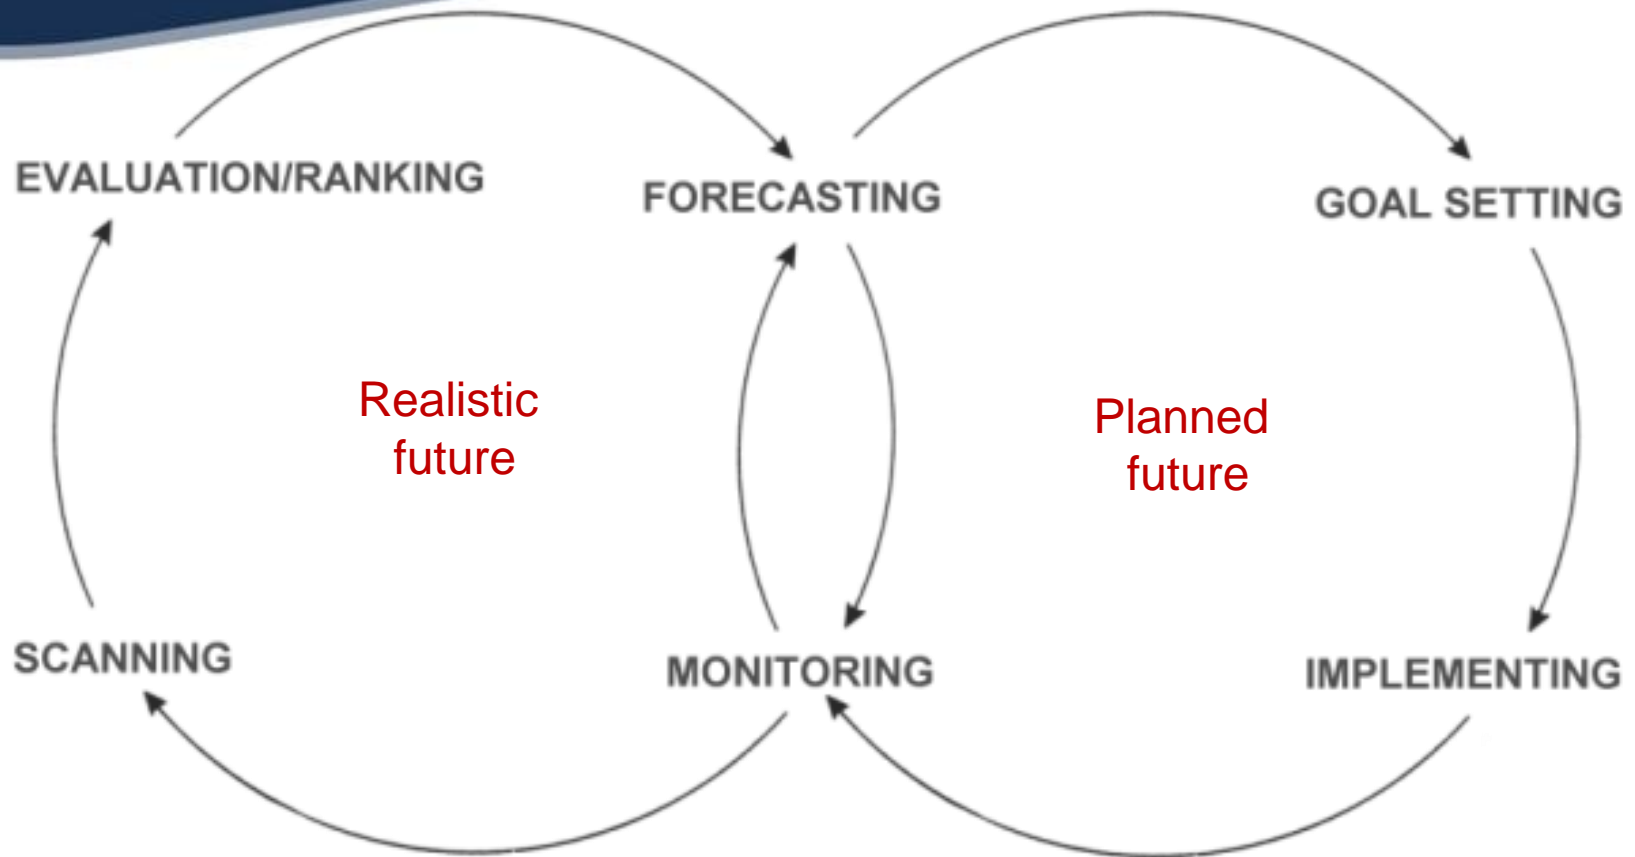 EVALUATION/RANKING
FORECASTING
GOAL SETTING
Realistic
future
Planned
future
SCANNING
MONITORING
IMPLEMENTING